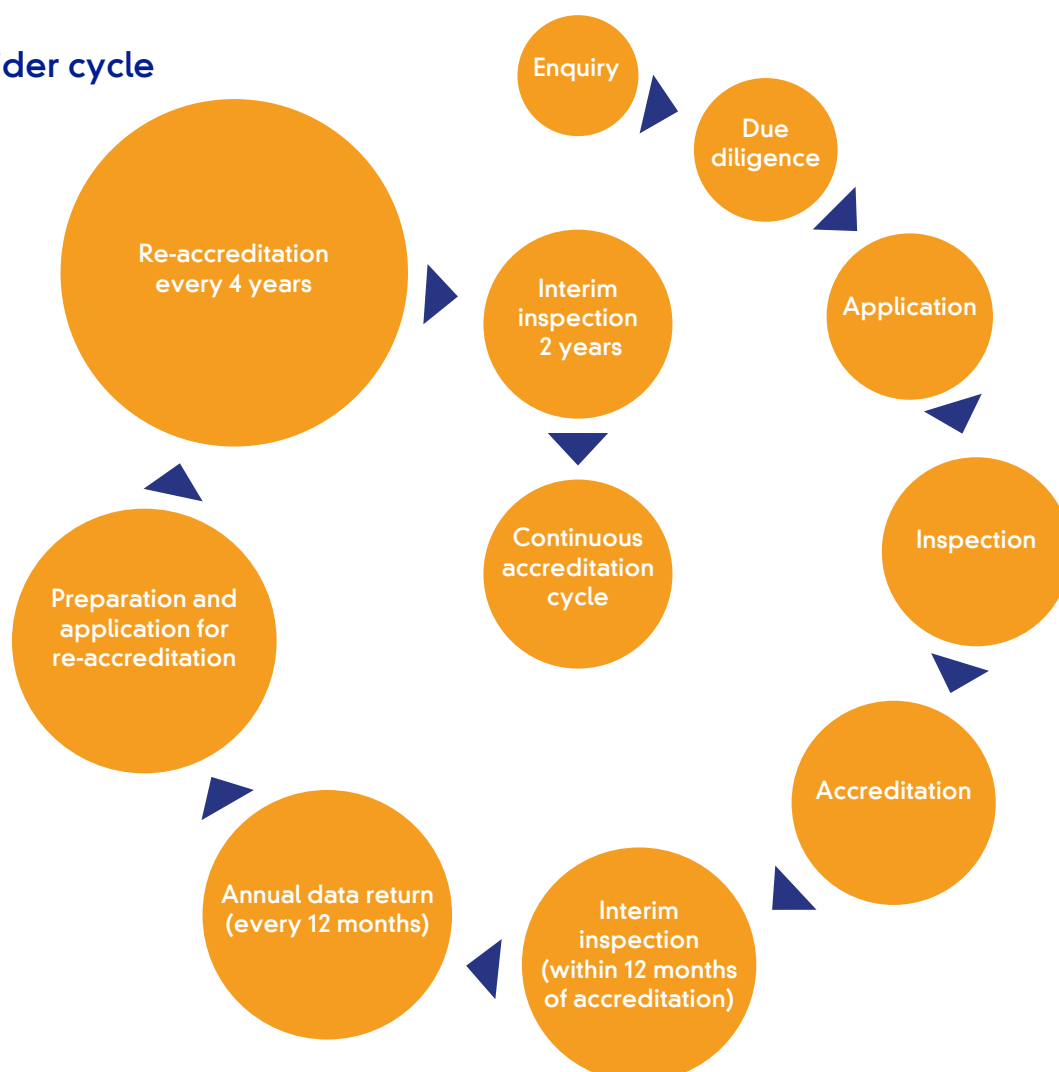 der cycle
Enquiry
Due
diligence
Application
Inspection
Accreditation
Interim
inspection
(within 12 months
of accreditation)
Annual data return
(every 12 months)
Preparation and
application for
re-accreditation
Re-accreditation
every 4 years
Interim
inspection
2 years
Continuous
accreditation
cycle